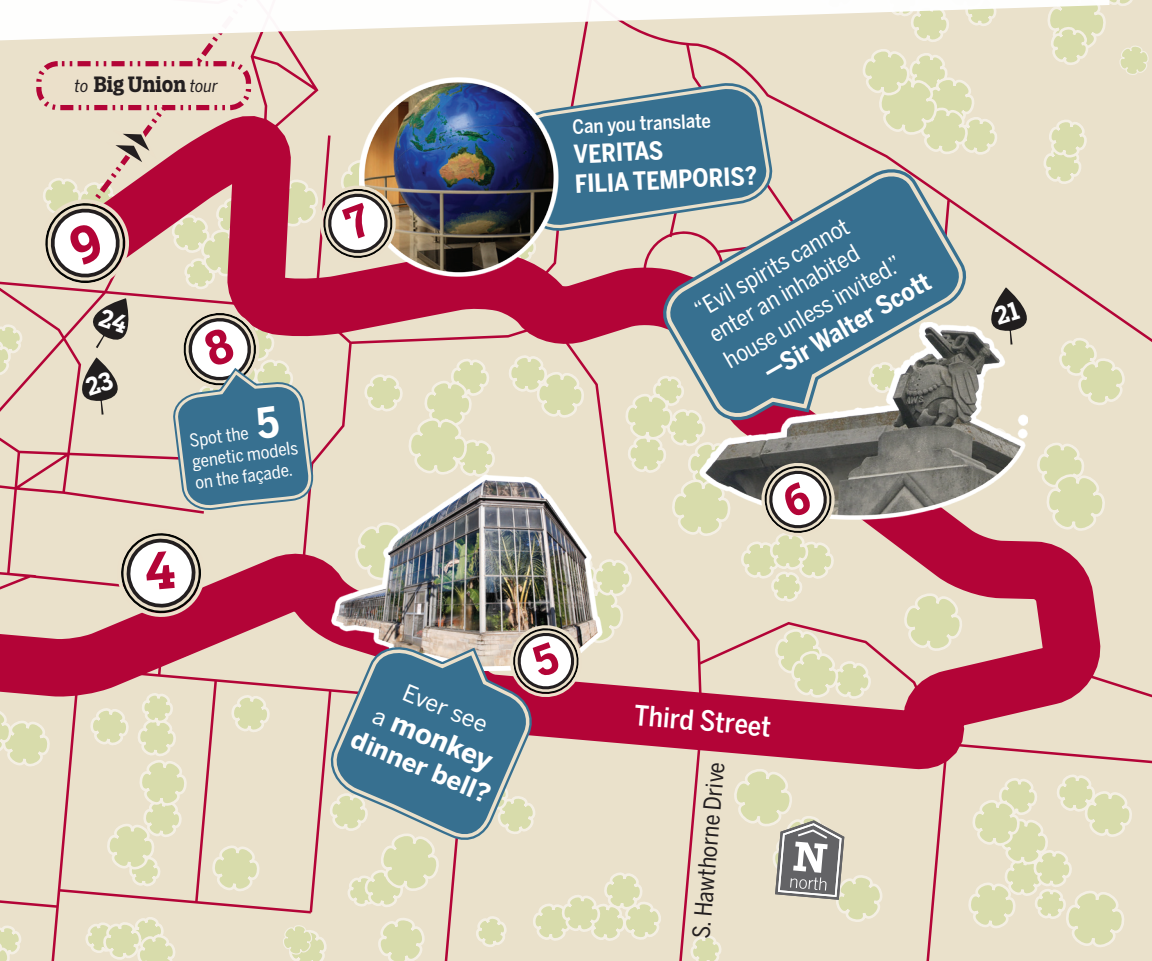 to Big Union tour
Can you translate
VERITAS
FILIA TEMPORIS?
7
9
"Evil spirits cannot
enter an inhabited
house unless invited."
—Sir Walter Scott
21
24
8
23
Spot the 5
genetic models
on the façade.
6
4
5
Ever see
a monkey
dinner bell?
Third Street
S. Hawthorne Drive
N
north